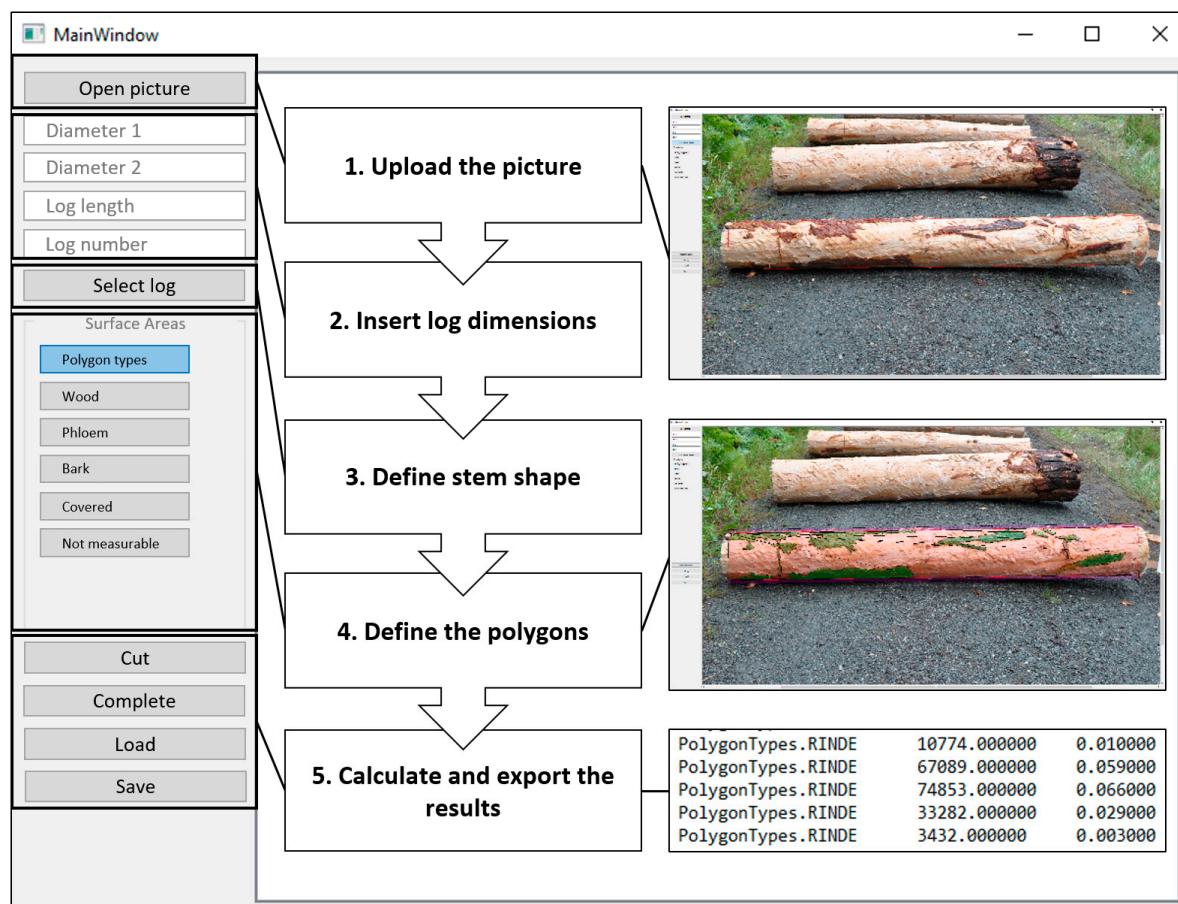 MainWindow
Open picture
Diameter 1
Diameter 2
Log length
Log number
Select log
Surface Areas
Polygon types
Wood
Phloem
Bark
Covered
Not measurable
Cut
Complete
Load
Save
1. Upload the picture
2. Insert log dimensions
3. Define stem shape
4. Define the polygons
5. Calculate and export the
results
PolygonTypes.RINDE 10774.000000 0.010000
PolygonTypes.RINDE 67089.000000 0.059000
PolygonTypes.RINDE 74853.000000 0.066000
PolygonTypes.RINDE 33282.000000 0.029000
PolygonTypes.RINDE 3432.000000 0.003000